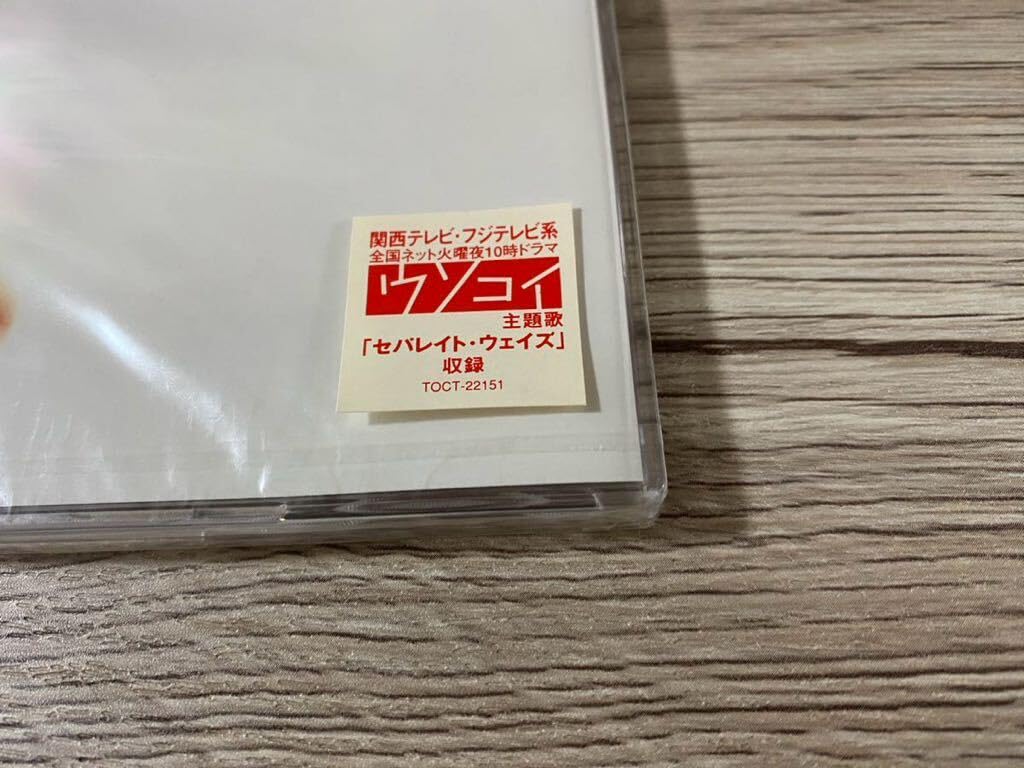 関西テレビ・フジテレビ系
全国ネット火曜夜10時ドラマ
ウソコイ
主題歌
「セパレイト・ウェイズ」
収録
TOCT-22151